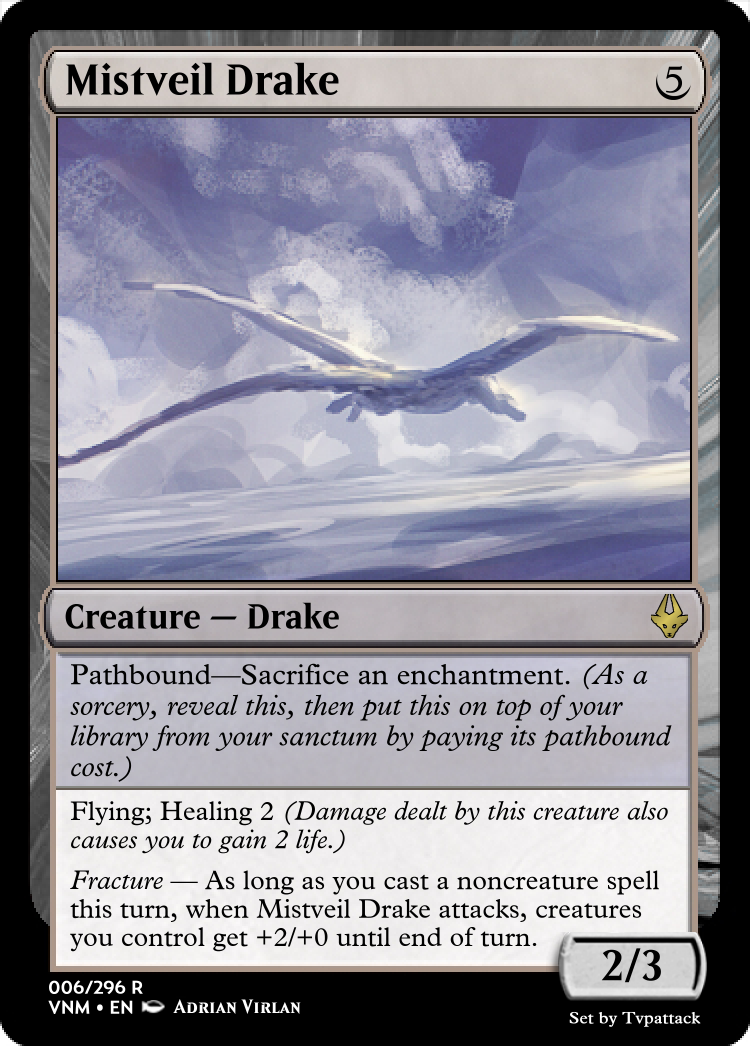 Mistveil Drake 5
Creature — Drake
Pathbound—Sacrifice an enchantment. (As a
sorcery, reveal this, then put this on top of your
library from your sanctum by paying its pathbound
cost.)
Flying; Healing 2 (Damage dealt by this creature also
causes you to gain 2 life.)
Fracture — As long as you cast a noncreature spell
this turn, when Mistveil Drake attacks, creatures
you control get +2/+0 until end of turn.
2/3
006/296 R
VNM • EN Adrian Virlan
Set by Tvpattack